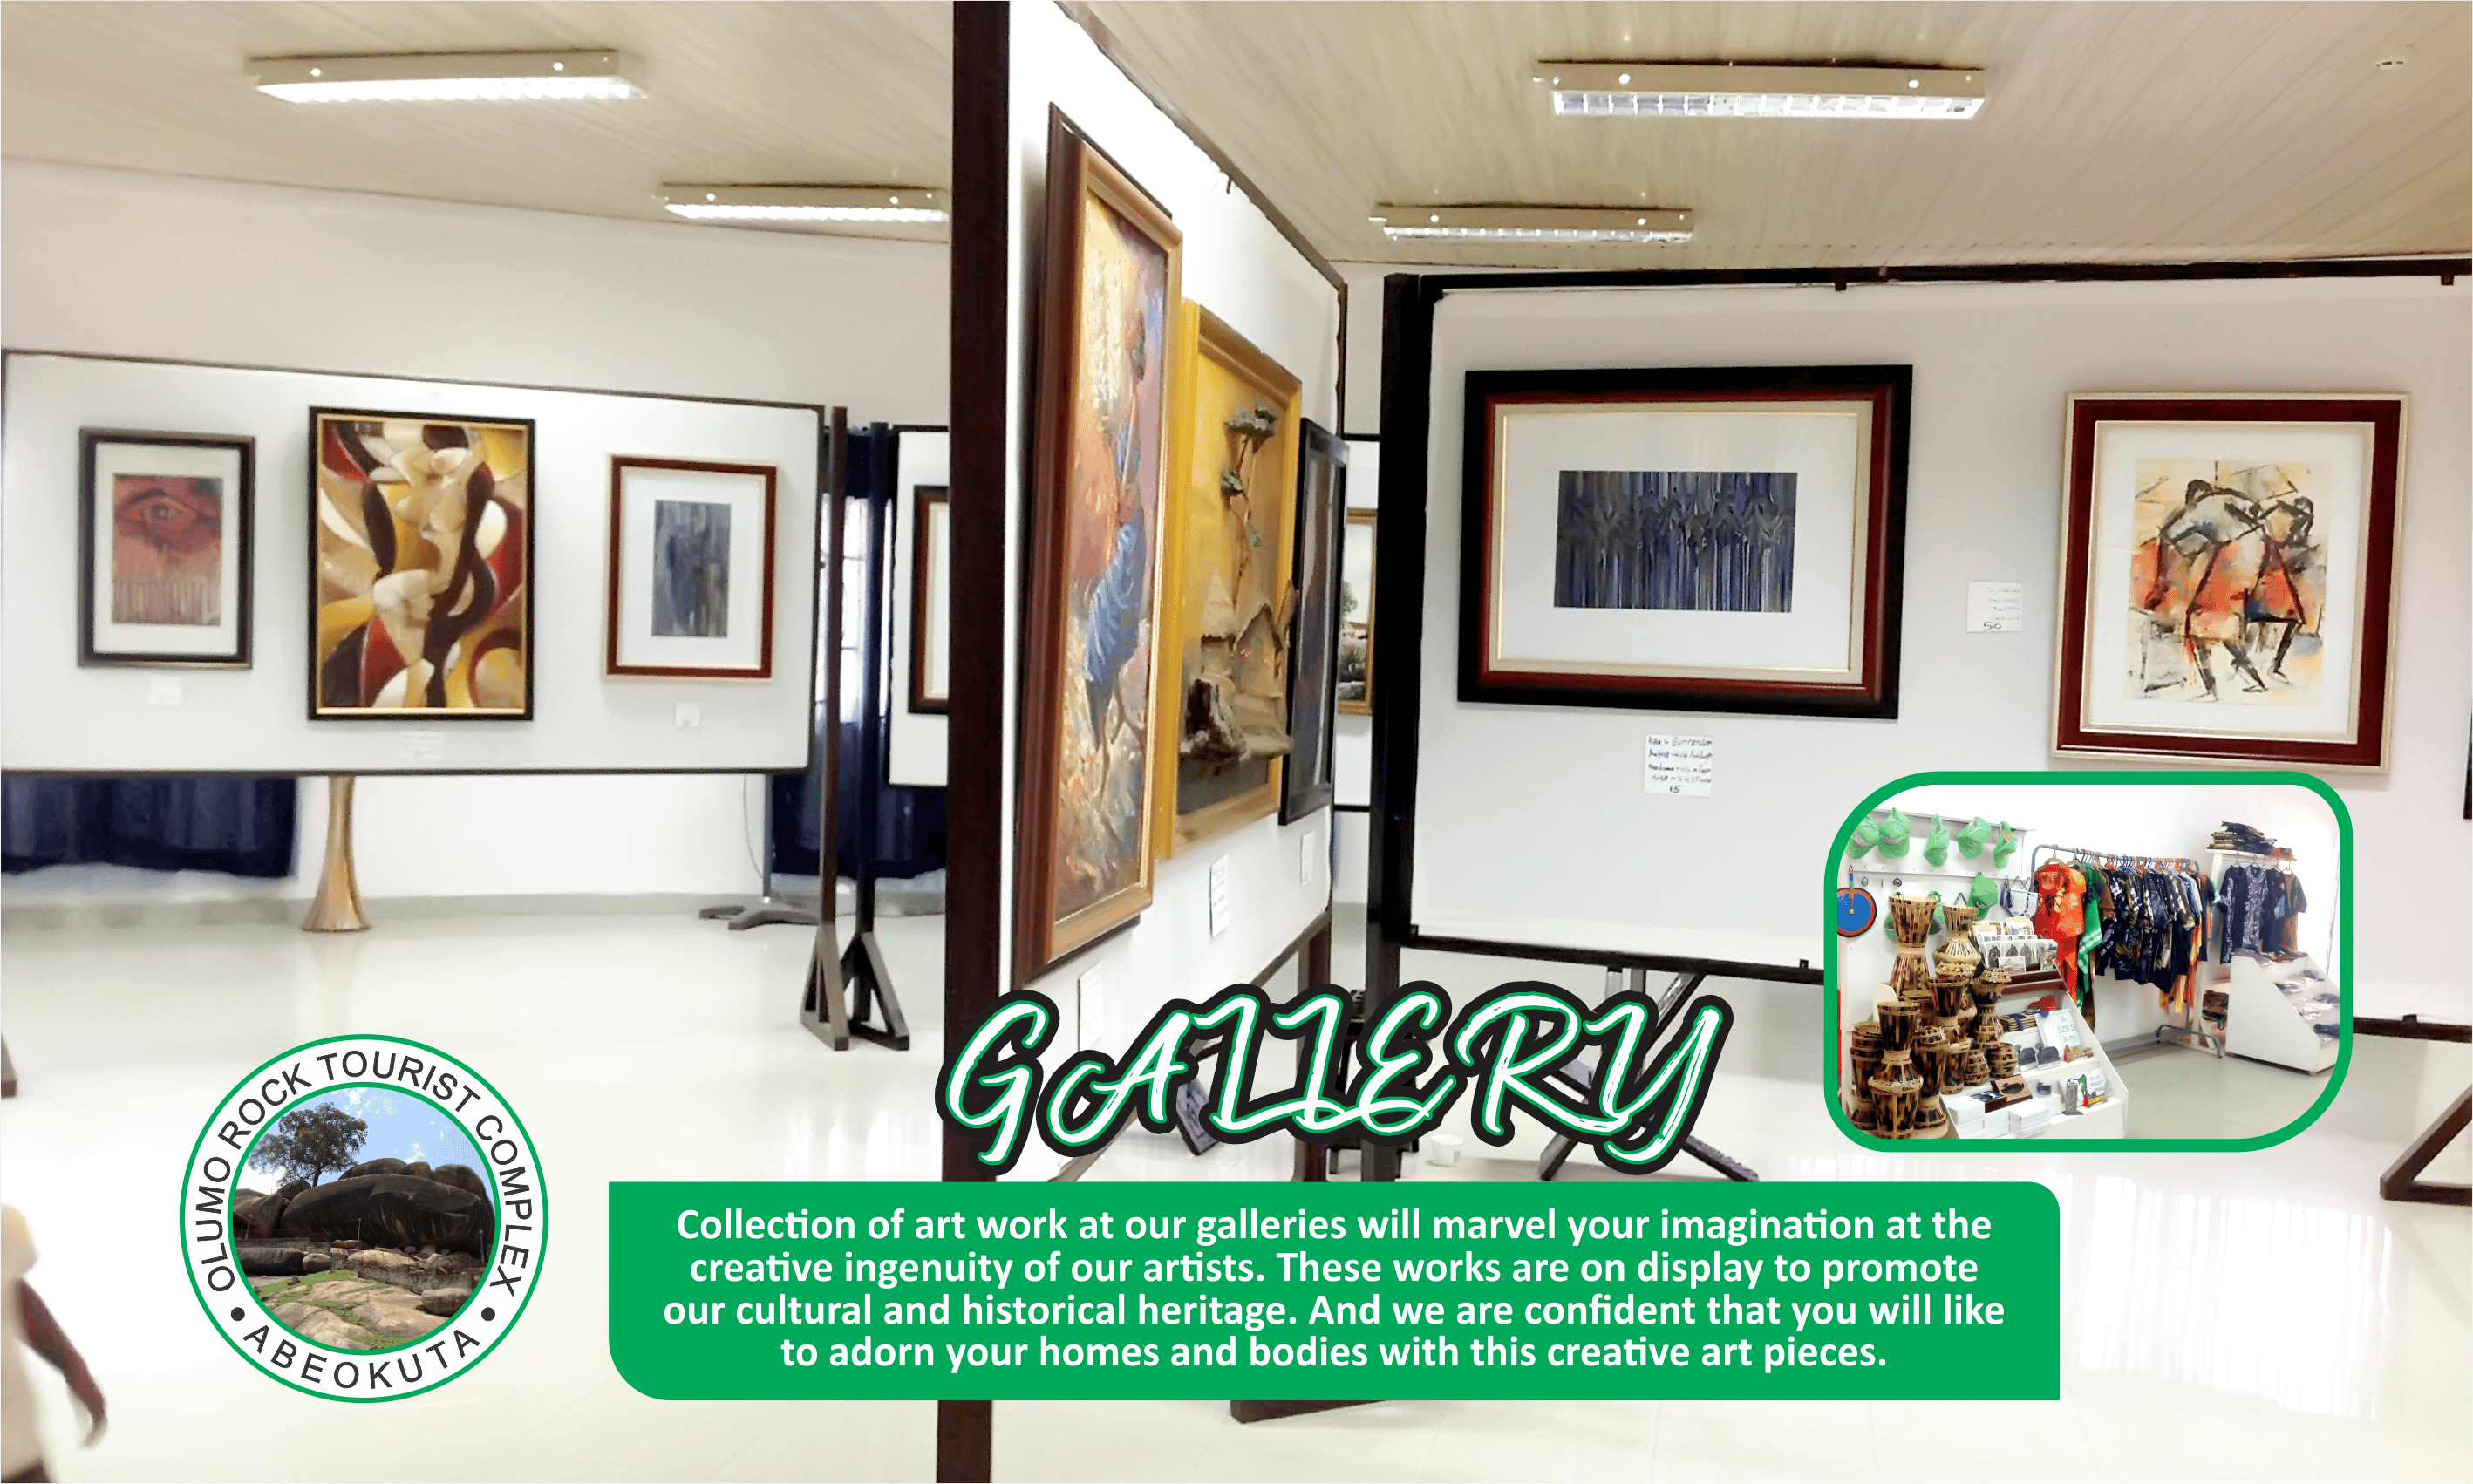 50
15
GALLERY
OLUMO ROCK TOURIST COMPLEX
• ABEOKUTA •
Collection of art work at our galleries will marvel your imagination at the
creative ingenuity of our artists. These works are on display to promote
our cultural and historical heritage. And we are confident that you will like
to adorn your homes and bodies with this creative art pieces.